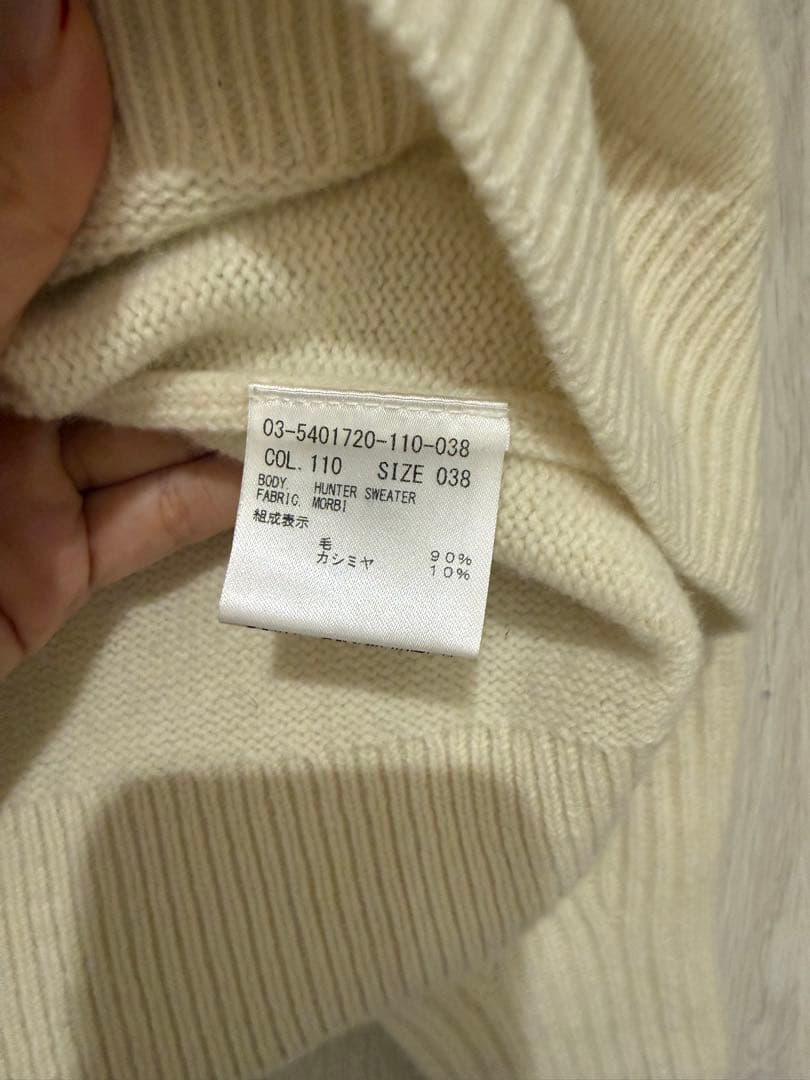 03-5401720-110-038
COL. 110 SIZE 038
BODY. HUNTER SWEATER
FABRIC. MORBI
組成表示
毛 90%
カシミヤ 10%